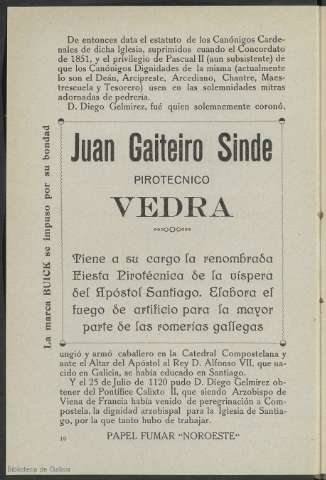 De entonces data el estatuto de los Canónigos Carde-
nales de dicha Iglesia, suprimidos cuando el Concordato
de 1851, y el privilegio de Pascual II (aun subsistente) de
que los Canónigos Dignidades de la misma (actualmente
lo son el Deán, Arcipreste, Arcediano, Chantre, Maes-
trescuela y Tesorero) usen en las solemnidades mitras
adornadas de pedrería.
D. Diego Gelmírez, fué quien solemnemente coronó,
La marca BUICK se impuso por su bondad
Juan Gaiteiro Sinde
PIROTECNICO
VEDRA
Tiene a su cargo la renombrada
Fiesta Pirotécnica de la víspera
del Apóstol Santiago. Elabora el
fuego de artificio para la mayor
parte de las romerías gallegas
ungió y armó caballero en la Catedral Compostelana y
ante el Altar del Apóstol al Rey D. Alfonso VII, que na-
cido en Galicia, se había educado en Santiago.
Y el 25 de Julio de 1120 pudo D. Diego Gelmírez ob-
tener del Pontífice Calixto II, que siendo Arzobispo de
Viena de Francia había venido de peregrinación a Com-
postela, la dignidad arzobispal para la Iglesia de Santia-
go, por la que tanto hubo de trabajar.
16 PAPEL FUMAR "NOROESTE"
Biblioteca de Galicia